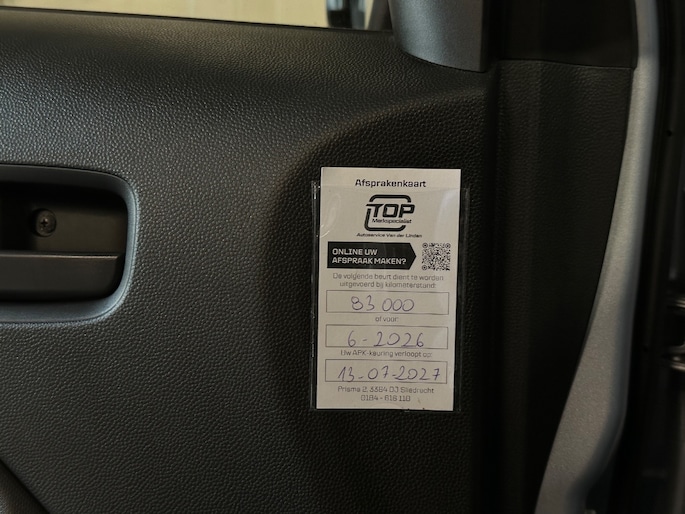 Afsprakenkaart
TOP
Merkspecialist
Autoservice Van der Linden
ONLINE UW
AFSPRAAK MAKEN?
De volgende beurt dient te worden
uitgevoerd bij kilometerstand:
83 000
of voor:
6-2026
Uw APK-keuring verloopt op:
13-07-2027
Prisma 2, 3364 DJ Sliedrecht
0184 - 616 110